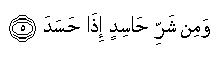 وَمِن شَرِّ حَاسِدٍ إِذَا حَسَدَ ﴿٥﴾